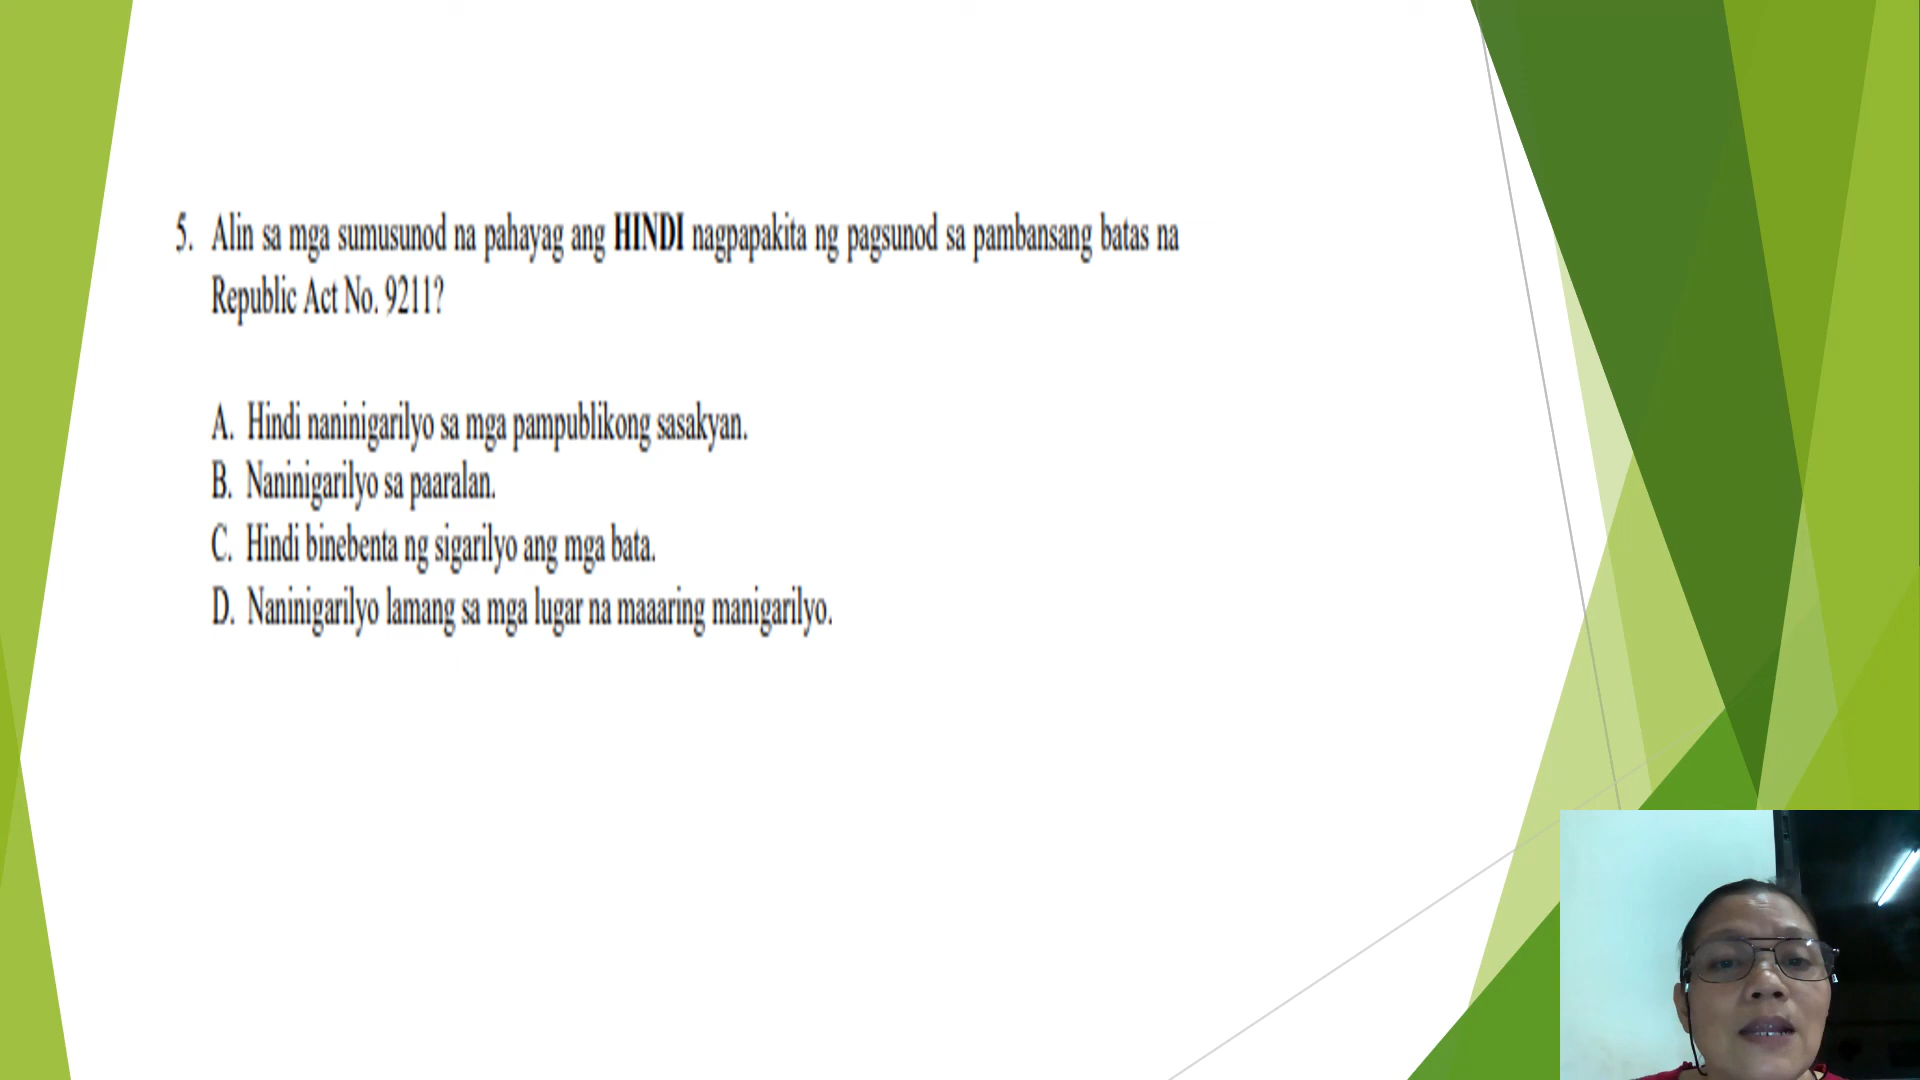 5. Alin sa mga sumusunod na pahayag ang HINDI nagpapakita ng pagsunod sa pambansang batas na
Republic Act No. 9211?
A. Hindi naninigarilyo sa mga pampublikong sasakyan.
B. Naninigarilyo sa paaralan.
C. Hindi binebenta ng sigarilyo ang mga bata.
D. Naninigarilyo lamang sa mga lugar na maaaring manigarilyo.